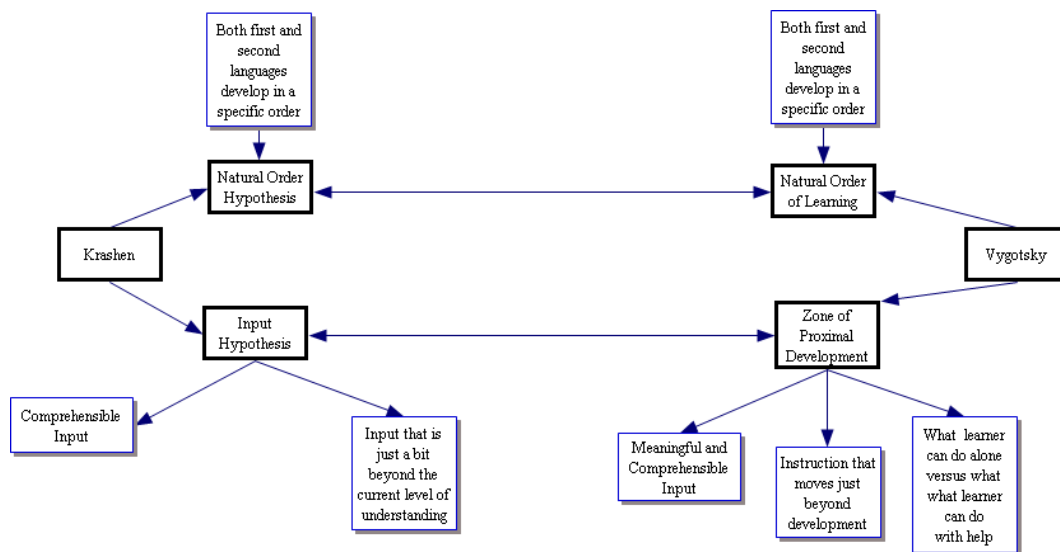 Both first and
second
languages
develop in a
specific order
Both first and
second
languages
develop in a
specific order
Natural Order
Hypothesis
Natural Order
of Learning
Krashen
Vygotsky
Input
Hypothesis
Zone of
Proximal
Development
Comprehensible
Input
Input that is
just a bit
beyond the
current level of
understanding
Meaningful and
Comprehensible
Input
Instruction that
moves just
beyond
development
What learner
can do alone
versus what
what learner
can do
with help